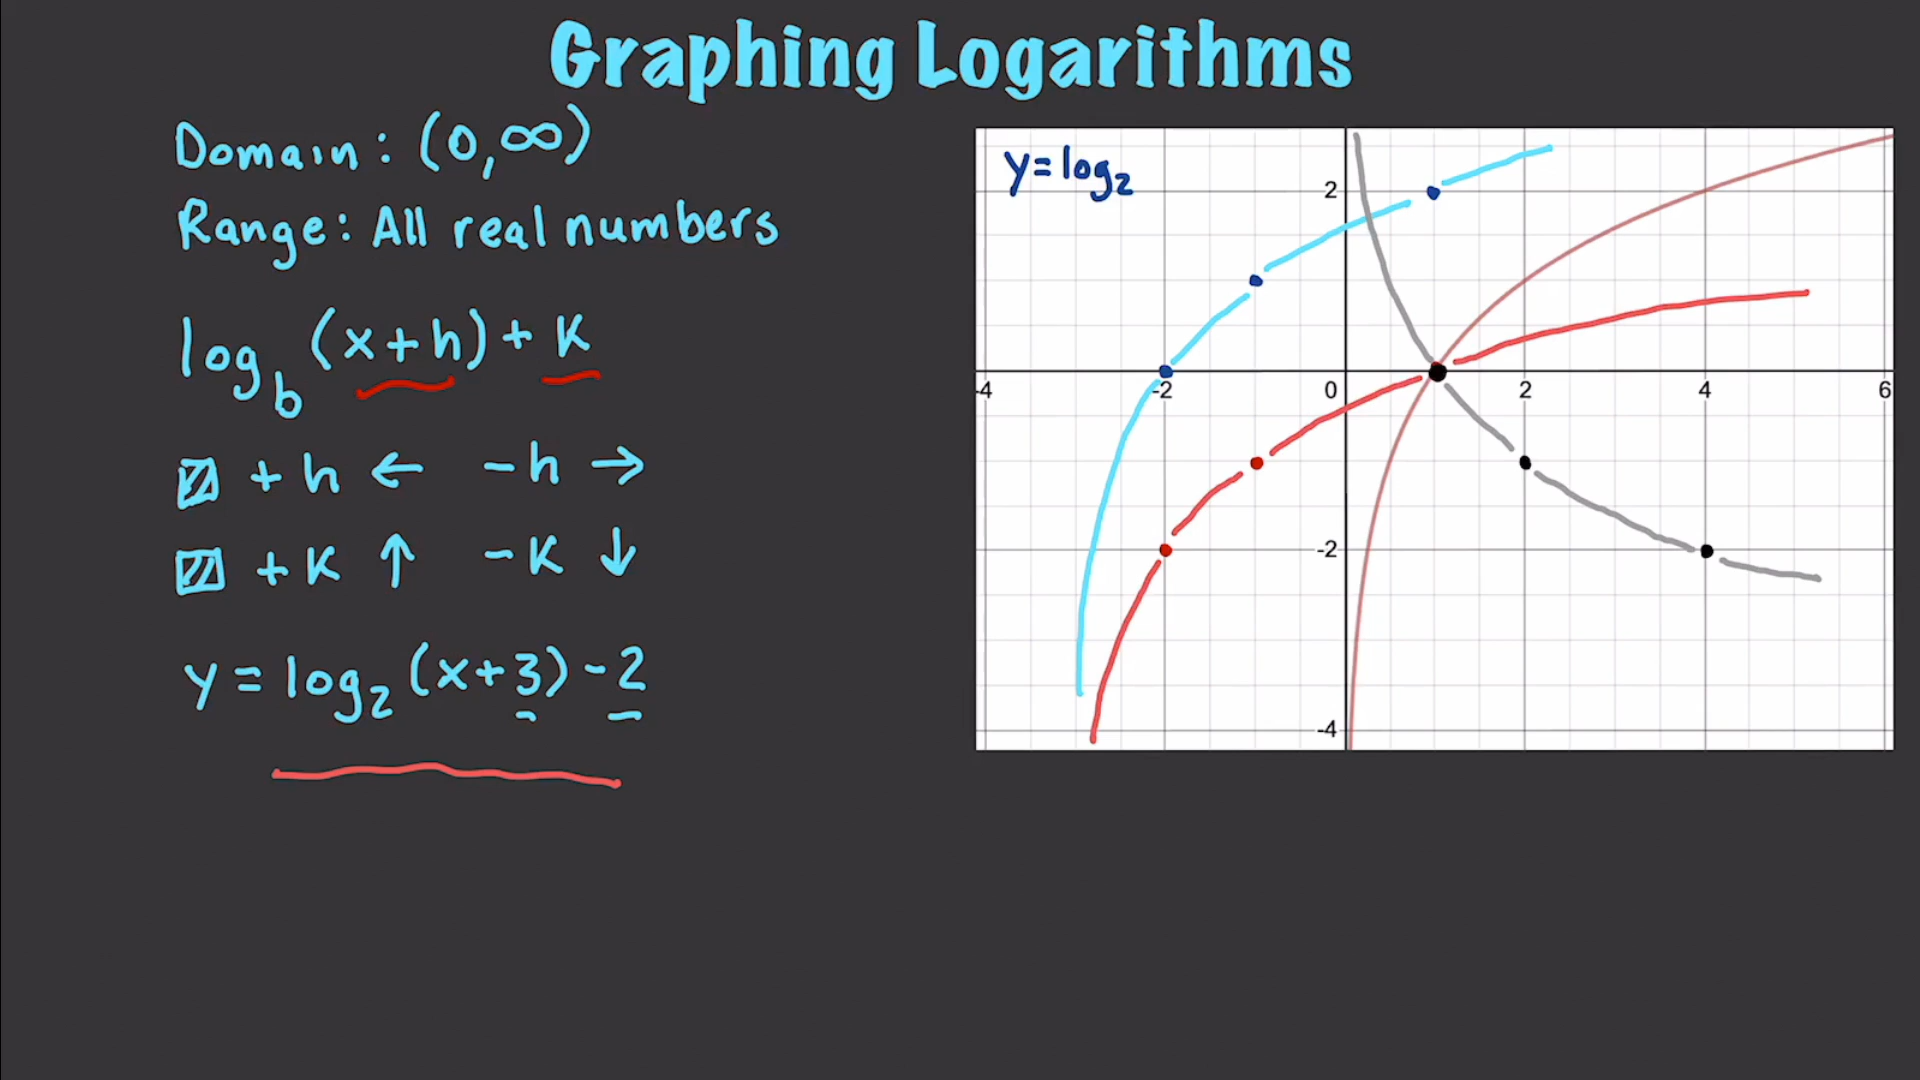 Graphing Logarithms
Domain: (0,∞)
Range: All real numbers
log_b (x+h)+K
+h ← -h →
+K ↑ -K ↓
y=log₂(x+3)-2
y=log₂
2
-4 -2 0 2 4 6
-2
-4